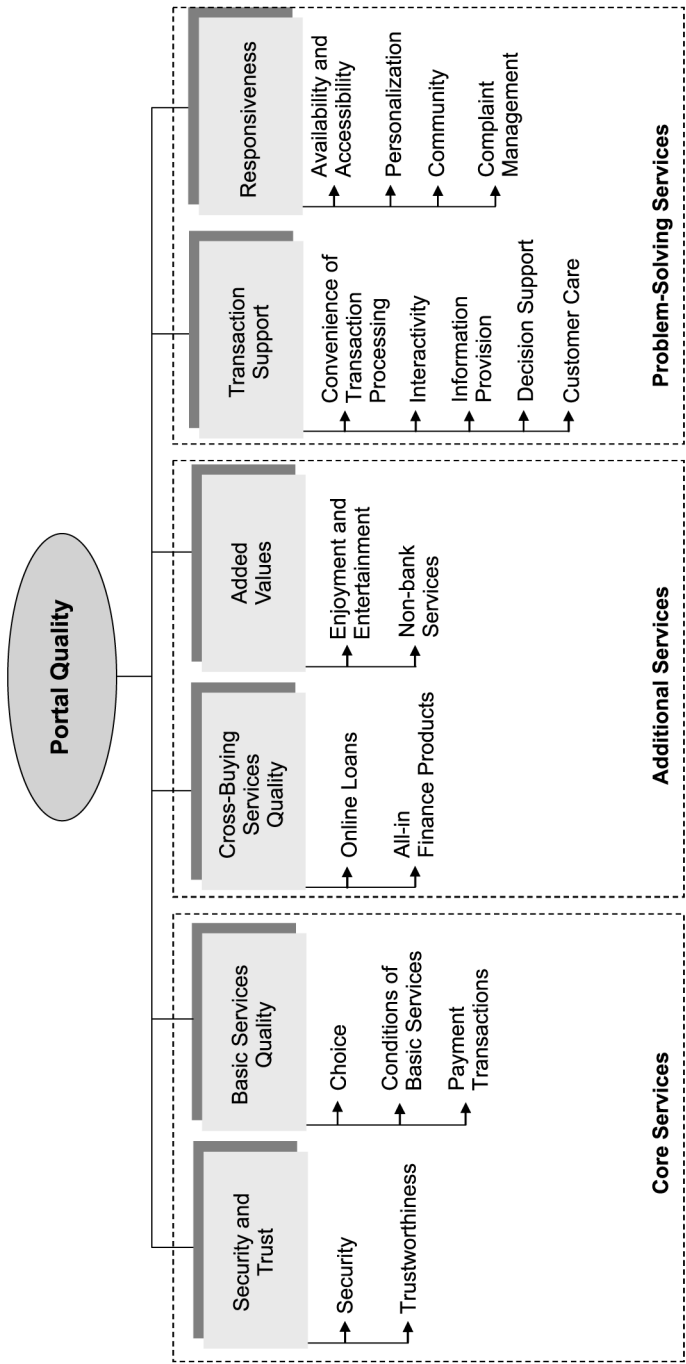 Portal Quality
Security and
Trust
Security
Trustworthiness
Basic Services
Quality
Choice
Conditions of
Basic Services
Payment
Transactions
Core Services
Cross-Buying
Services
Quality
Online Loans
All-in
Finance Products
Added
Values
Enjoyment and
Entertainment
Non-bank
Services
Additional Services
Transaction
Support
Convenience of
Transaction
Processing
Interactivity
Information
Provision
Decision Support
Customer Care
Responsiveness
Availability and
Accessibility
Personalization
Community
Complaint
Management
Problem-Solving Services